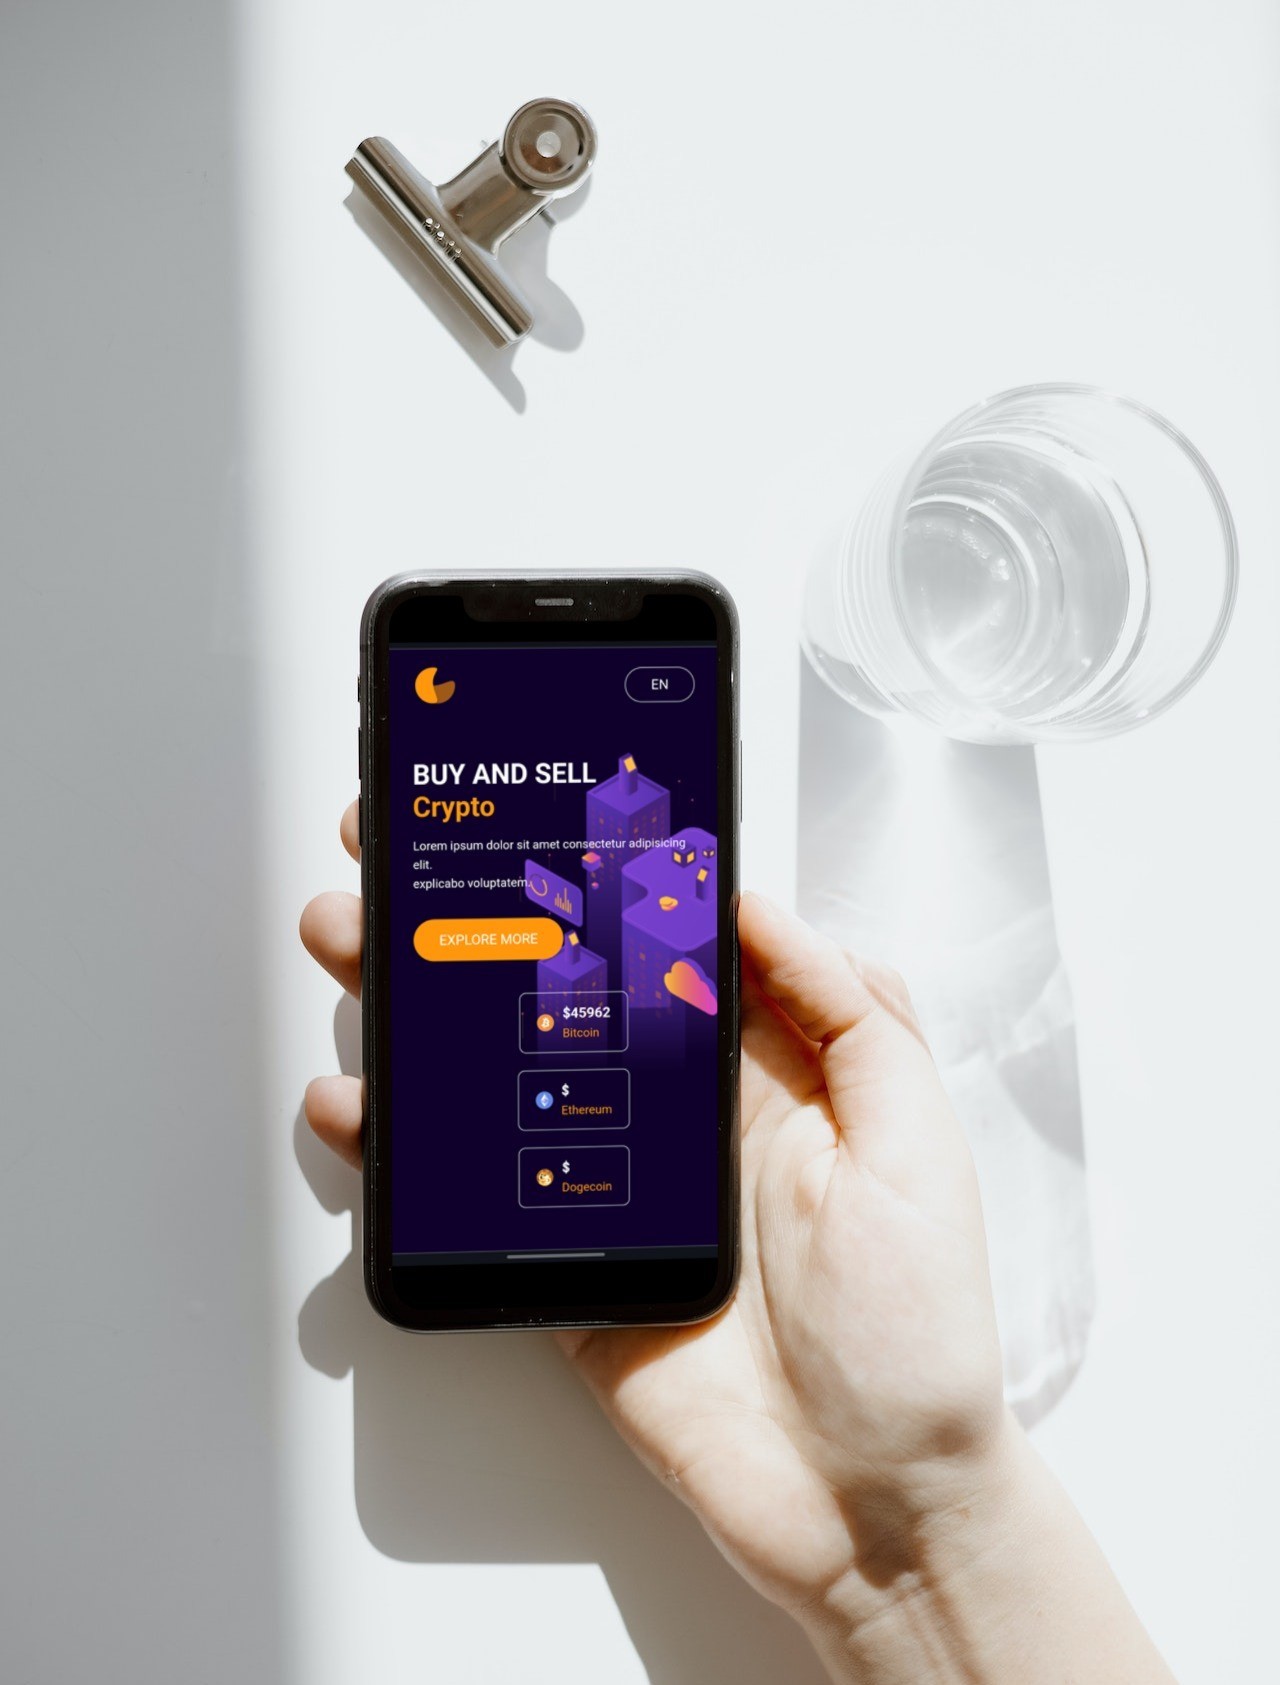 EN
BUY AND SELL
Crypto
Lorem ipsum dolor sit amet consectetur adipisicing
elit.
explicabo voluptatem.
EXPLORE MORE
$45962
Bitcoin
$
Ethereum
$
Dogecoin